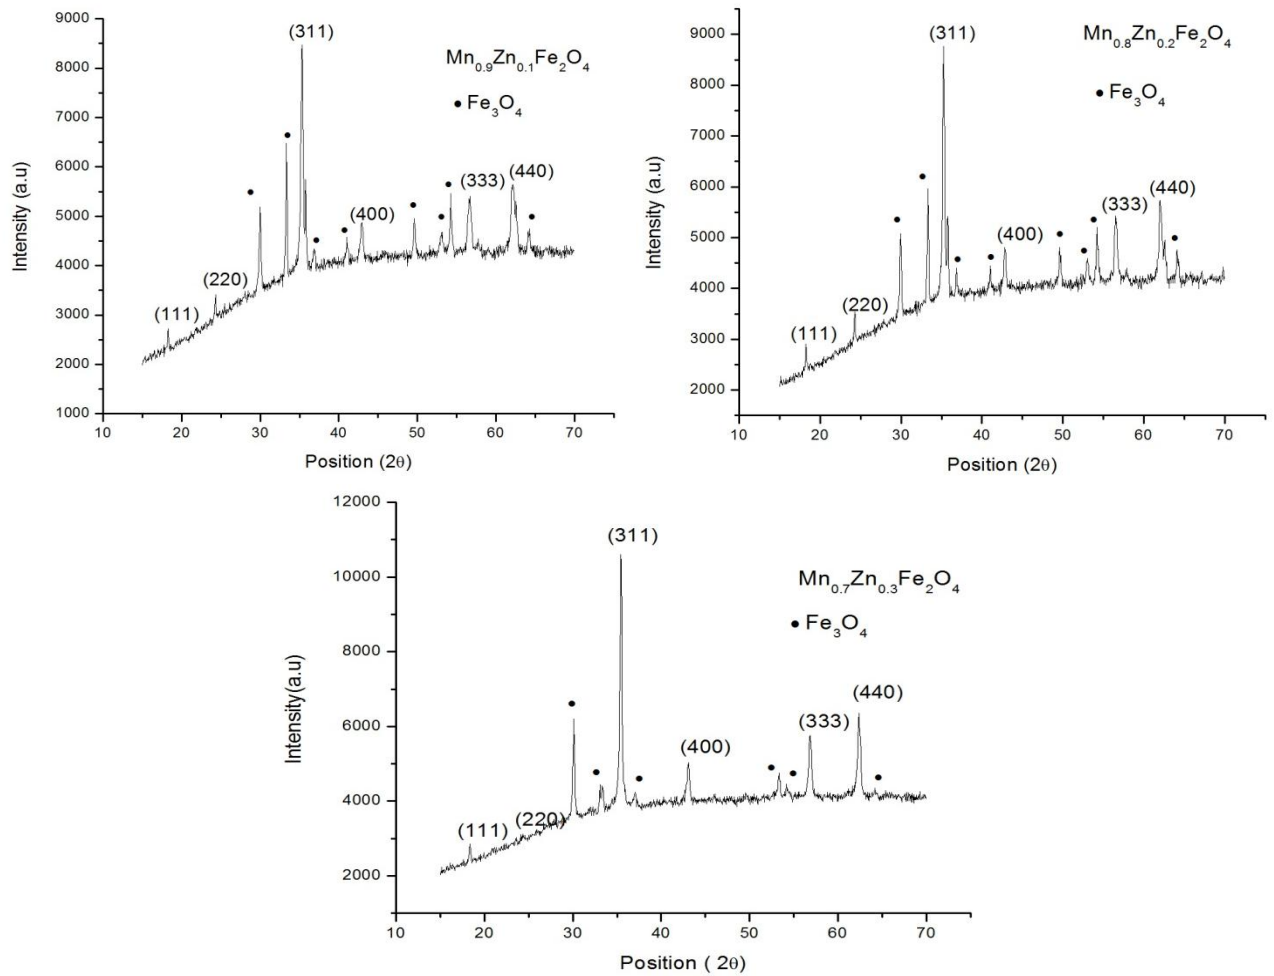 9000
8000
7000
6000
5000
4000
3000
2000
1000
Intensity (a.u)
(311)
Mn0.9Zn0.1Fe2O4
• Fe3O4
(333)
(440)
(400)
(220)
(111)
10 20 30 40 50 60 70
Position (2θ)
9000
8000
7000
6000
5000
4000
3000
2000
Intensity (a.u)
(311)
Mn0.8Zn0.2Fe2O4
• Fe3O4
(440)
(333)
(400)
(220)
(111)
10 20 30 40 50 60 70
Position (2θ)
12000
10000
8000
6000
4000
2000
Intensity(a.u)
(311)
Mn0.7Zn0.3Fe2O4
• Fe3O4
(440)
(333)
(400)
(220)
(111)
10 20 30 40 50 60 70
Position ( 2θ)